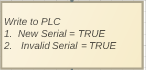 Write to PLC
1. New Serial = TRUE
2. Invalid Serial = TRUE